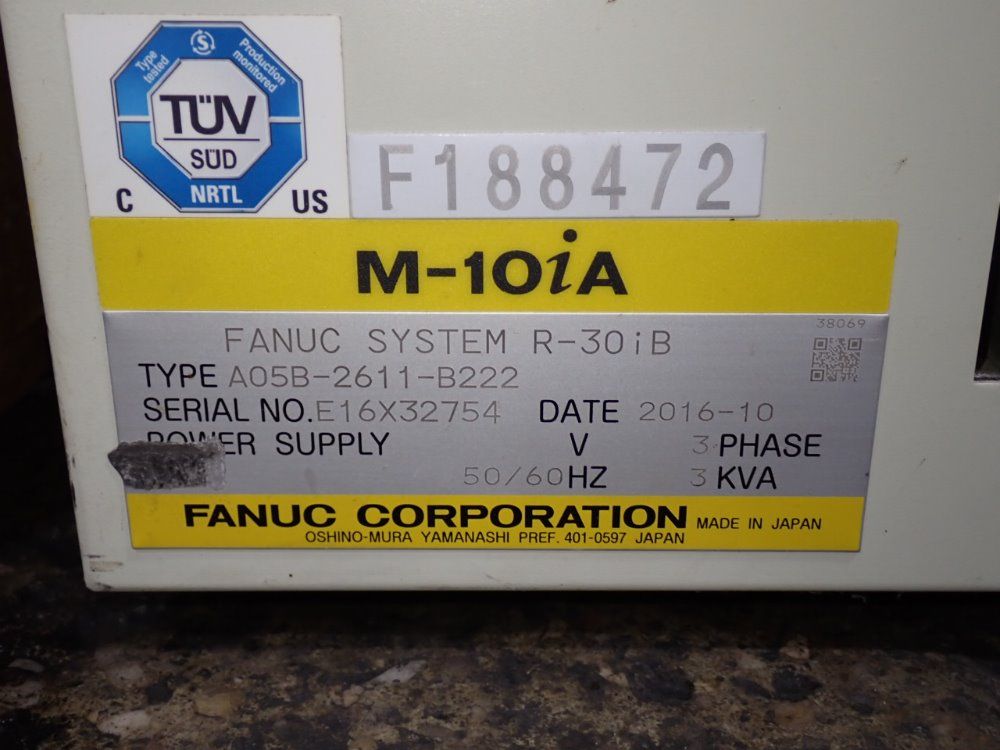 Type tested
Production monitored
TÜV
SÜD
NRTL
C US
F188472
M-10iA
38069
FANUC SYSTEM R-30iB
TYPE A05B-2611-B222
SERIAL NO. E16X32754 DATE 2016-10
POWER SUPPLY V 3 PHASE
50/60 HZ 3 KVA
FANUC CORPORATION MADE IN JAPAN
OSHINO-MURA YAMANASHI PREF. 401-0597 JAPAN